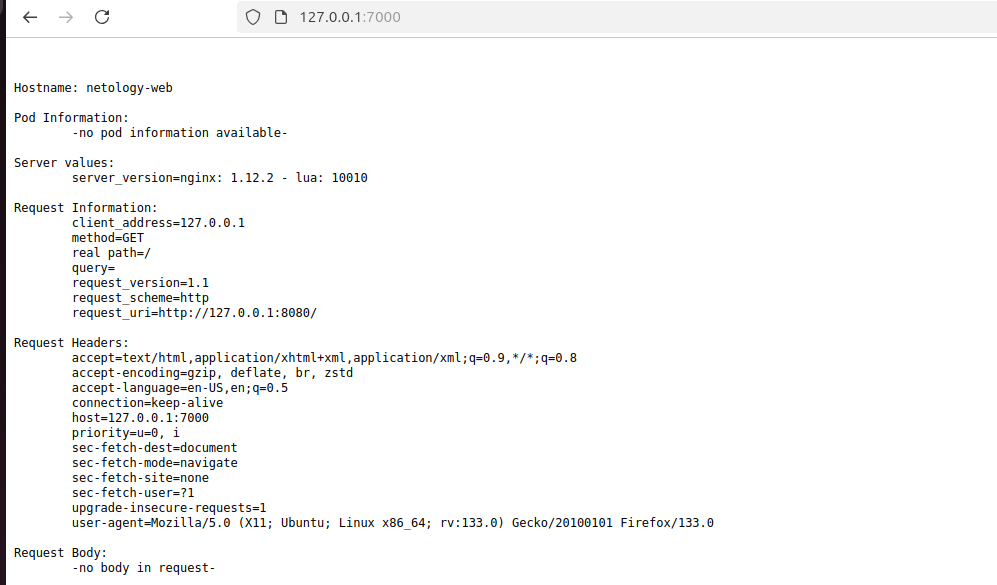 127.0.0.1:7000
Hostname: netology-web
Pod Information:
-no pod information available-
Server values:
server_version=nginx: 1.12.2 - lua: 10010
Request Information:
client_address=127.0.0.1
method=GET
real path=/
query=
request_version=1.1
request_scheme=http
request_uri=http://127.0.0.1:8080/
Request Headers:
accept=text/html,application/xhtml+xml,application/xml;q=0.9,*/*;q=0.8
accept-encoding=gzip, deflate, br, zstd
accept-language=en-US,en;q=0.5
connection=keep-alive
host=127.0.0.1:7000
priority=u=0, i
sec-fetch-dest=document
sec-fetch-mode=navigate
sec-fetch-site=none
sec-fetch-user=?1
upgrade-insecure-requests=1
user-agent=Mozilla/5.0 (X11; Ubuntu; Linux x86_64; rv:133.0) Gecko/20100101 Firefox/133.0
Request Body:
-no body in request-